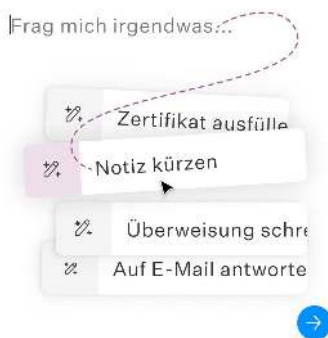 Frag mich irgendwas...
Zertifikat ausfülle
Notiz kürzen
Überweisung schre
Auf E-Mail antworte